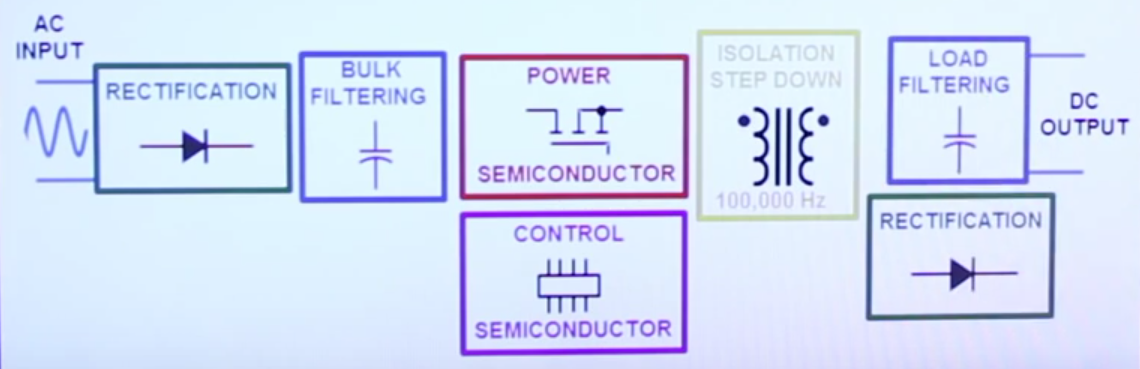 AC
INPUT
RECTIFICATION
BULK
FILTERING
POWER
SEMICONDUCTOR
CONTROL
SEMICONDUCTOR
ISOLATION
STEP DOWN
100,000 Hz
LOAD
FILTERING
RECTIFICATION
DC
OUTPUT